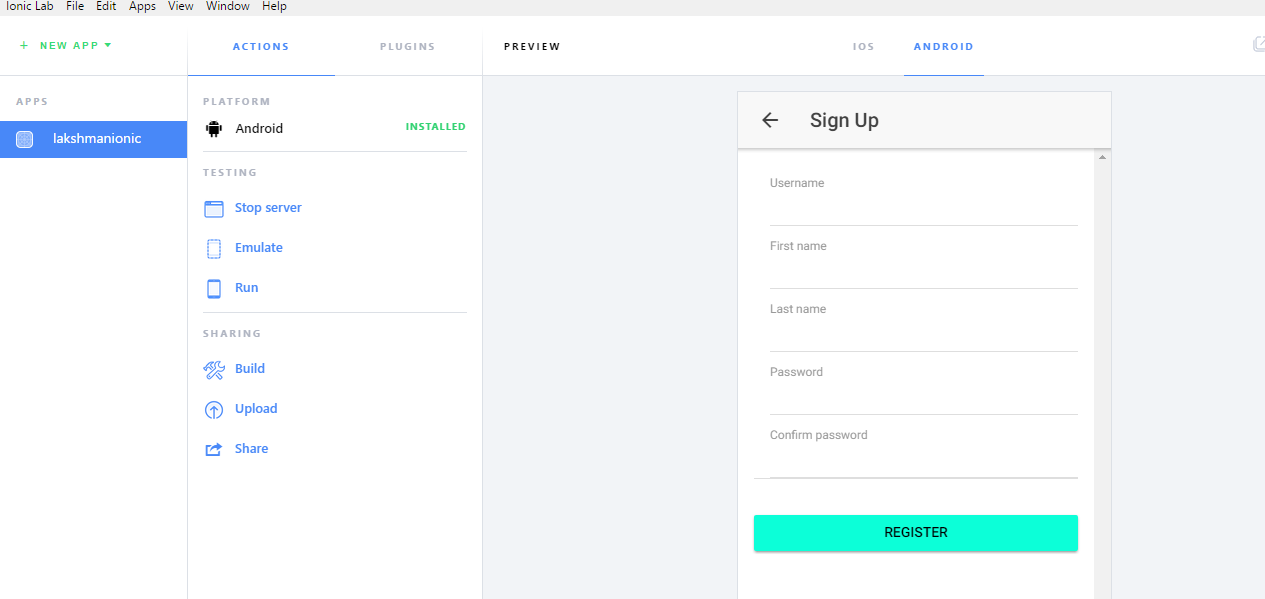 Ionic Lab File Edit Apps View Window Help
NEW APP
ACTIONS PLUGINS
PREVIEW
IOS ANDROID
APPS
lakshmanionic
PLATFORM
Android INSTALLED
TESTING
Stop server
Emulate
Run
SHARING
Build
Upload
Share
Sign Up
Username
First name
Last name
Password
Confirm password
REGISTER